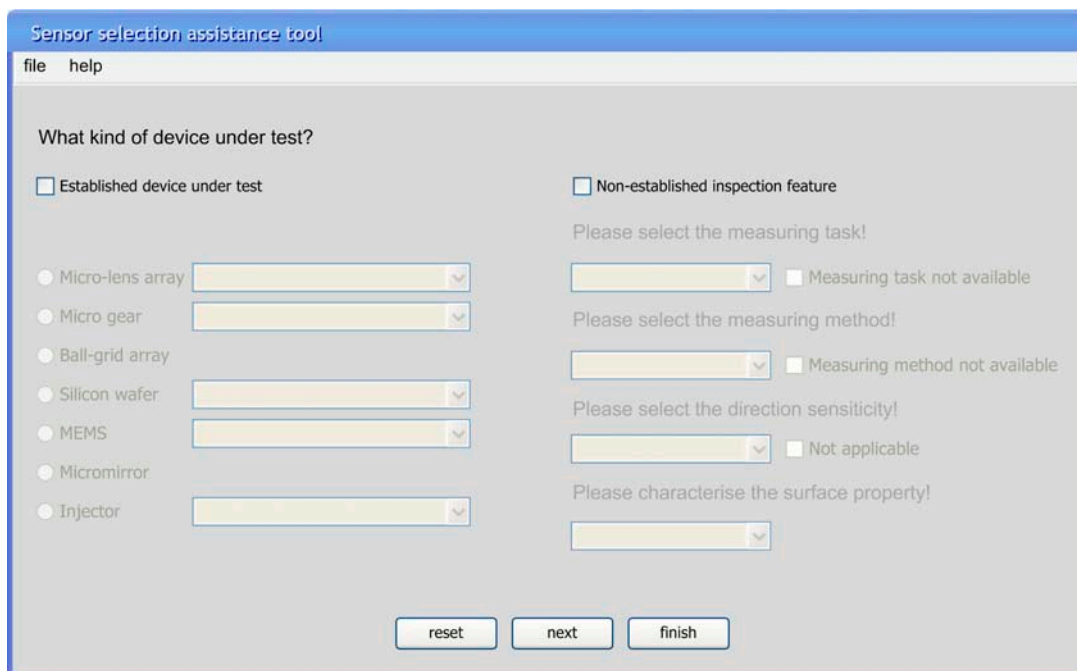 Sensor selection assistance tool
file help
What kind of device under test?
Established device under test
Micro-lens array
Micro gear
Ball-grid array
Silicon wafer
MEMS
Micromirror
Injector
Non-established inspection feature
Please select the measuring task!
Measuring task not available
Please select the measuring method!
Measuring method not available
Please select the direction sensiticity!
Not applicable
Please characterise the surface property!
reset next finish